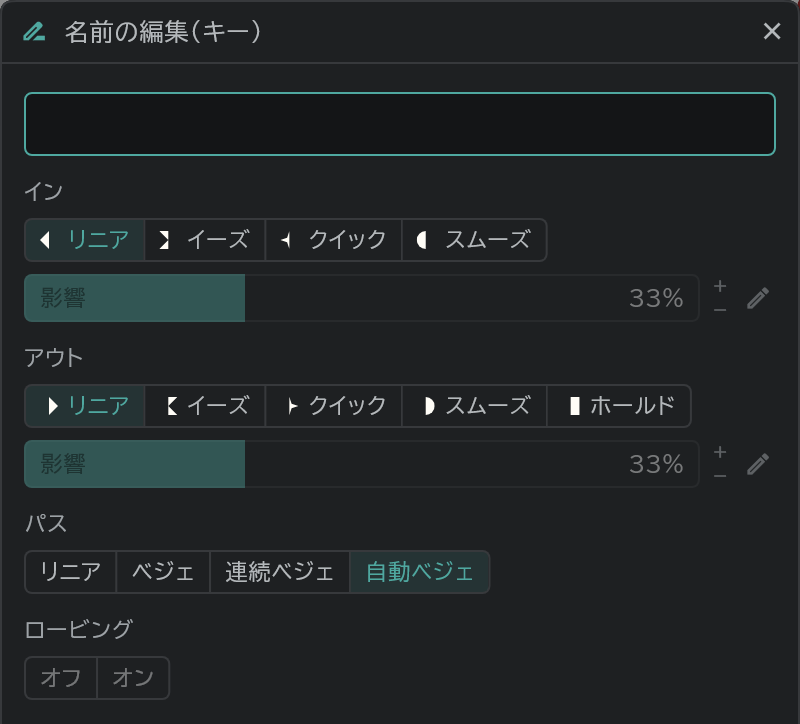 名前の編集(キー)
イン
リニア イーズ クイック スムーズ
影響 33%
アウト
リニア イーズ クイック スムーズ ホールド
影響 33%
パス
リニア ベジェ 連続ベジェ 自動ベジェ
ロービング
オフ オン